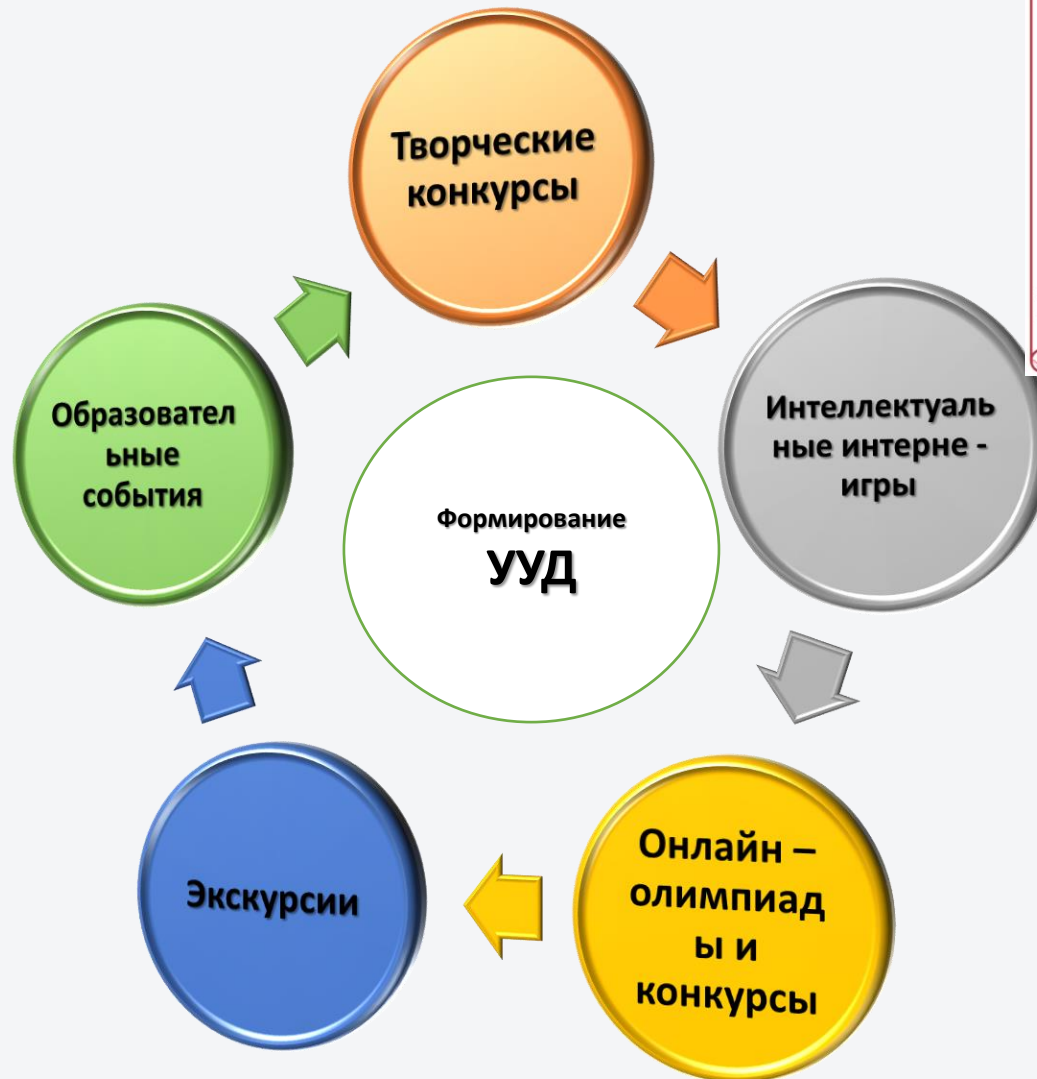 Творческие
конкурсы
Интеллектуаль
ные интерне -
игры
Онлайн –
олимпиад
ы и
конкурсы
Экскурсии
Образовател
ьные
события
Формирование
УУД